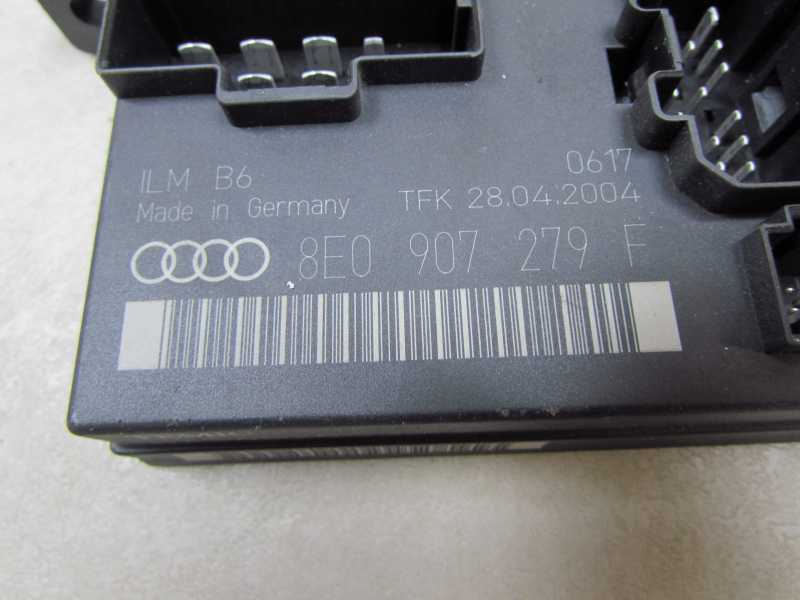 ILM B6 0617
Made in Germany TFK 28.04.2004
8E0 907 279 F